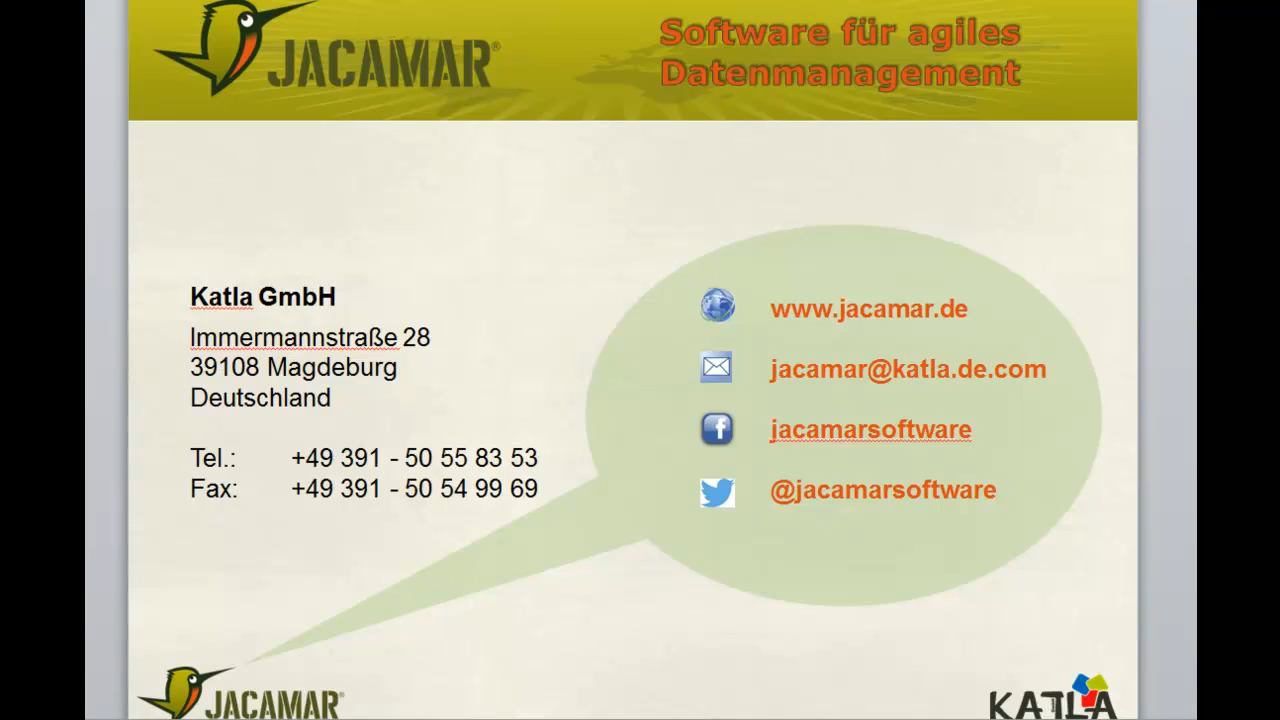 JACAMAR®
Software für agiles
Datenmanagement
Katla GmbH
Immermannstraße 28
39108 Magdeburg
Deutschland
Tel.: +49 391 - 50 55 83 53
Fax: +49 391 - 50 54 99 69
www.jacamar.de
jacamar@katla.de.com
jacamarsoftware
@jacamarsoftware
JACAMAR®
KATLA